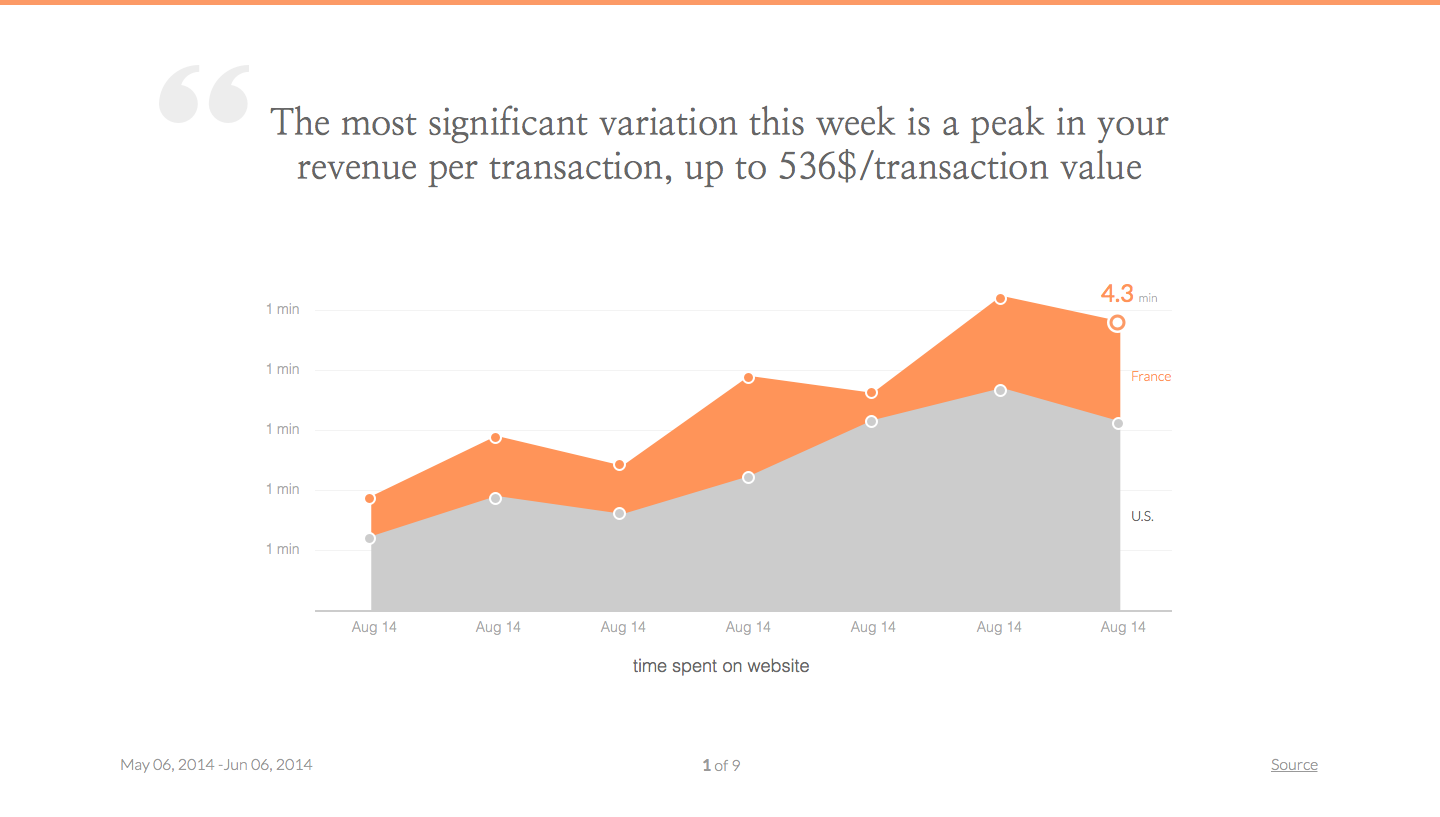 “
The most significant variation this week is a peak in your
revenue per transaction, up to 536$/transaction value
4.3 min
1 min
1 min
France
1 min
1 min
U.S.
1 min
Aug 14 Aug 14 Aug 14 Aug 14 Aug 14 Aug 14 Aug 14
time spent on website
May 06, 2014 -Jun 06, 2014
1 of 9
Source